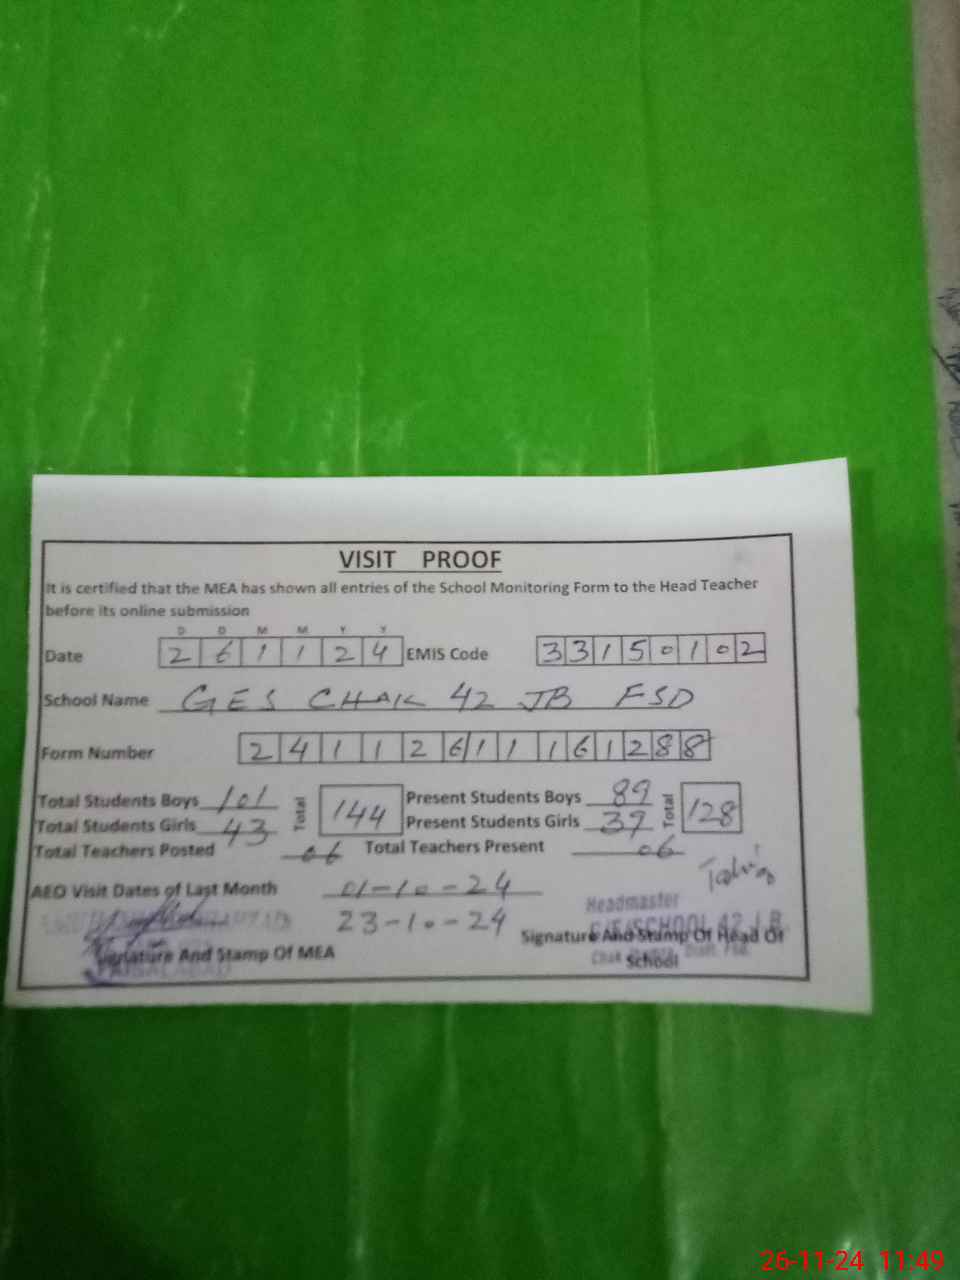 VISIT PROOF
It is certified that the MEA has shown all entries of the School Monitoring Form to the Head Teacher
before its online submission
D D M M Y Y
Date 2 6 1 1 2 4 EMIS Code 3 3 1 5 0 1 0 2
School Name GES CHAK 42 JB FSD
Form Number 2 4 1 1 2 6 1 1 1 6 1 2 8 8
Total Students Boys 101 Total 144 Present Students Boys 89 Total 128
Total Students Girls 43 Present Students Girls 39
Total Teachers Posted 06 Total Teachers Present 06
AEO Visit Dates of Last Month 01-10-24
23-10-24
Headmaster
SCHOOL 42 J.B
Signature And Stamp Of MEA Signature And Stamp Of Head Of
Chak School
FAISALABAD
26-11-24 11:49